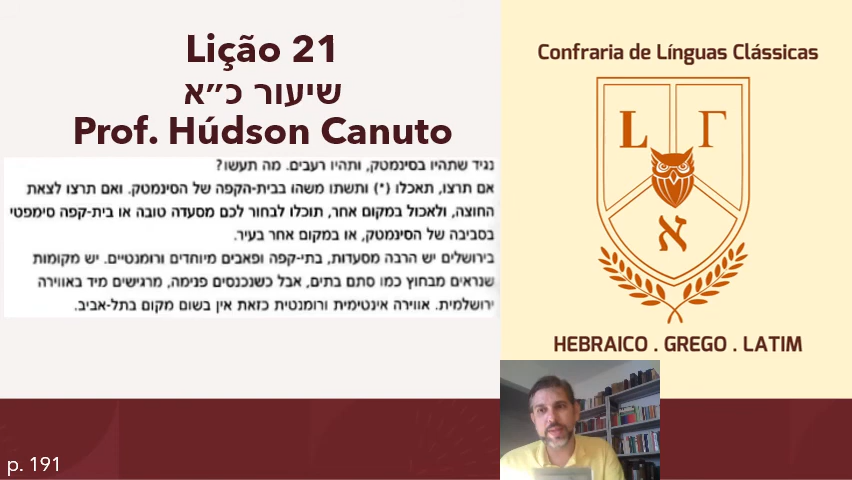 Lição 21
שיעור כ״א
Prof. Húdson Canuto
נגיד שתהיו בסינמטק, ותהיו רעבים. מה תעשו?
אם תרצו, תאכלו (*) ותשתו משהו בבית-הקפה של הסינמטק. ואם תרצו לצאת
החוצה, ולאכול במקום אחר, תוכלו לבחור לכם מסעדה טובה או בית-קפה סימפטי
בסביבה של הסינמטק, או במקום אחר בעיר.
בירושלים יש הרבה מסעדות, בתי-קפה ופאבים מיוחדים ורומנטיים. יש מקומות
שנראים מבחוץ כמו סתם בתים, אבל כשנכנסים פנימה, מרגישים מיד באווירה
ירושלמית. אווירה אינטימית ורומנטית כזאת אין בשום מקום בתל-אביב.
p. 191
Confraria de Línguas Clássicas
L Γ
א
HEBRAICO . GREGO . LATIM